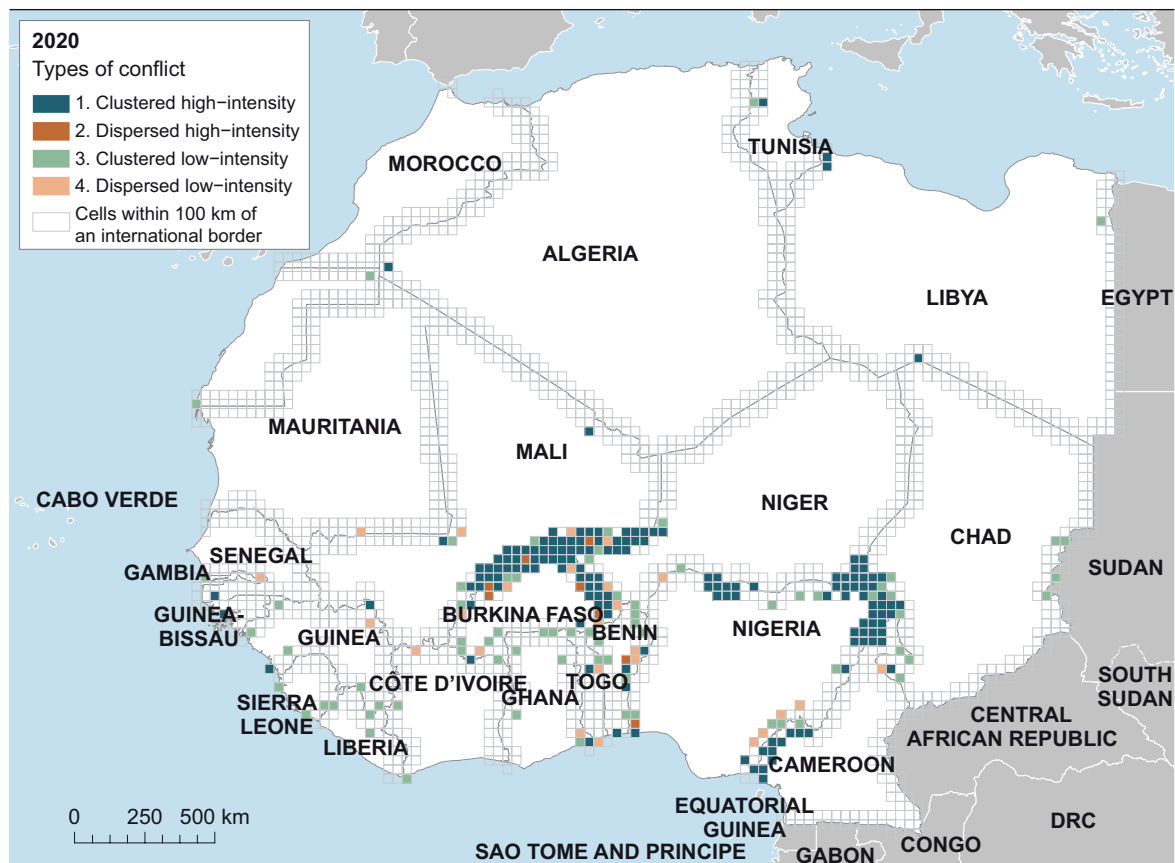 2020
Types of conflict
1. Clustered high−intensity
2. Dispersed high−intensity
3. Clustered low−intensity
4. Dispersed low−intensity
Cells within 100 km of
an international border
MOROCCO
TUNISIA
ALGERIA
LIBYA
EGYPT
MAURITANIA
MALI
NIGER
CHAD
CABO VERDE
SENEGAL
GAMBIA
GUINEA-
BISSAU
GUINEA
BURKINA FASO
BENIN
NIGERIA
SUDAN
SIERRA
LEONE
CÔTE D'IVOIRE
GHANA
TOGO
LIBERIA
SOUTH
SUDAN
CENTRAL
AFRICAN REPUBLIC
CAMEROON
EQUATORIAL
GUINEA
SAO TOME AND PRINCIPE
GABON
CONGO
DRC
0 250 500 km